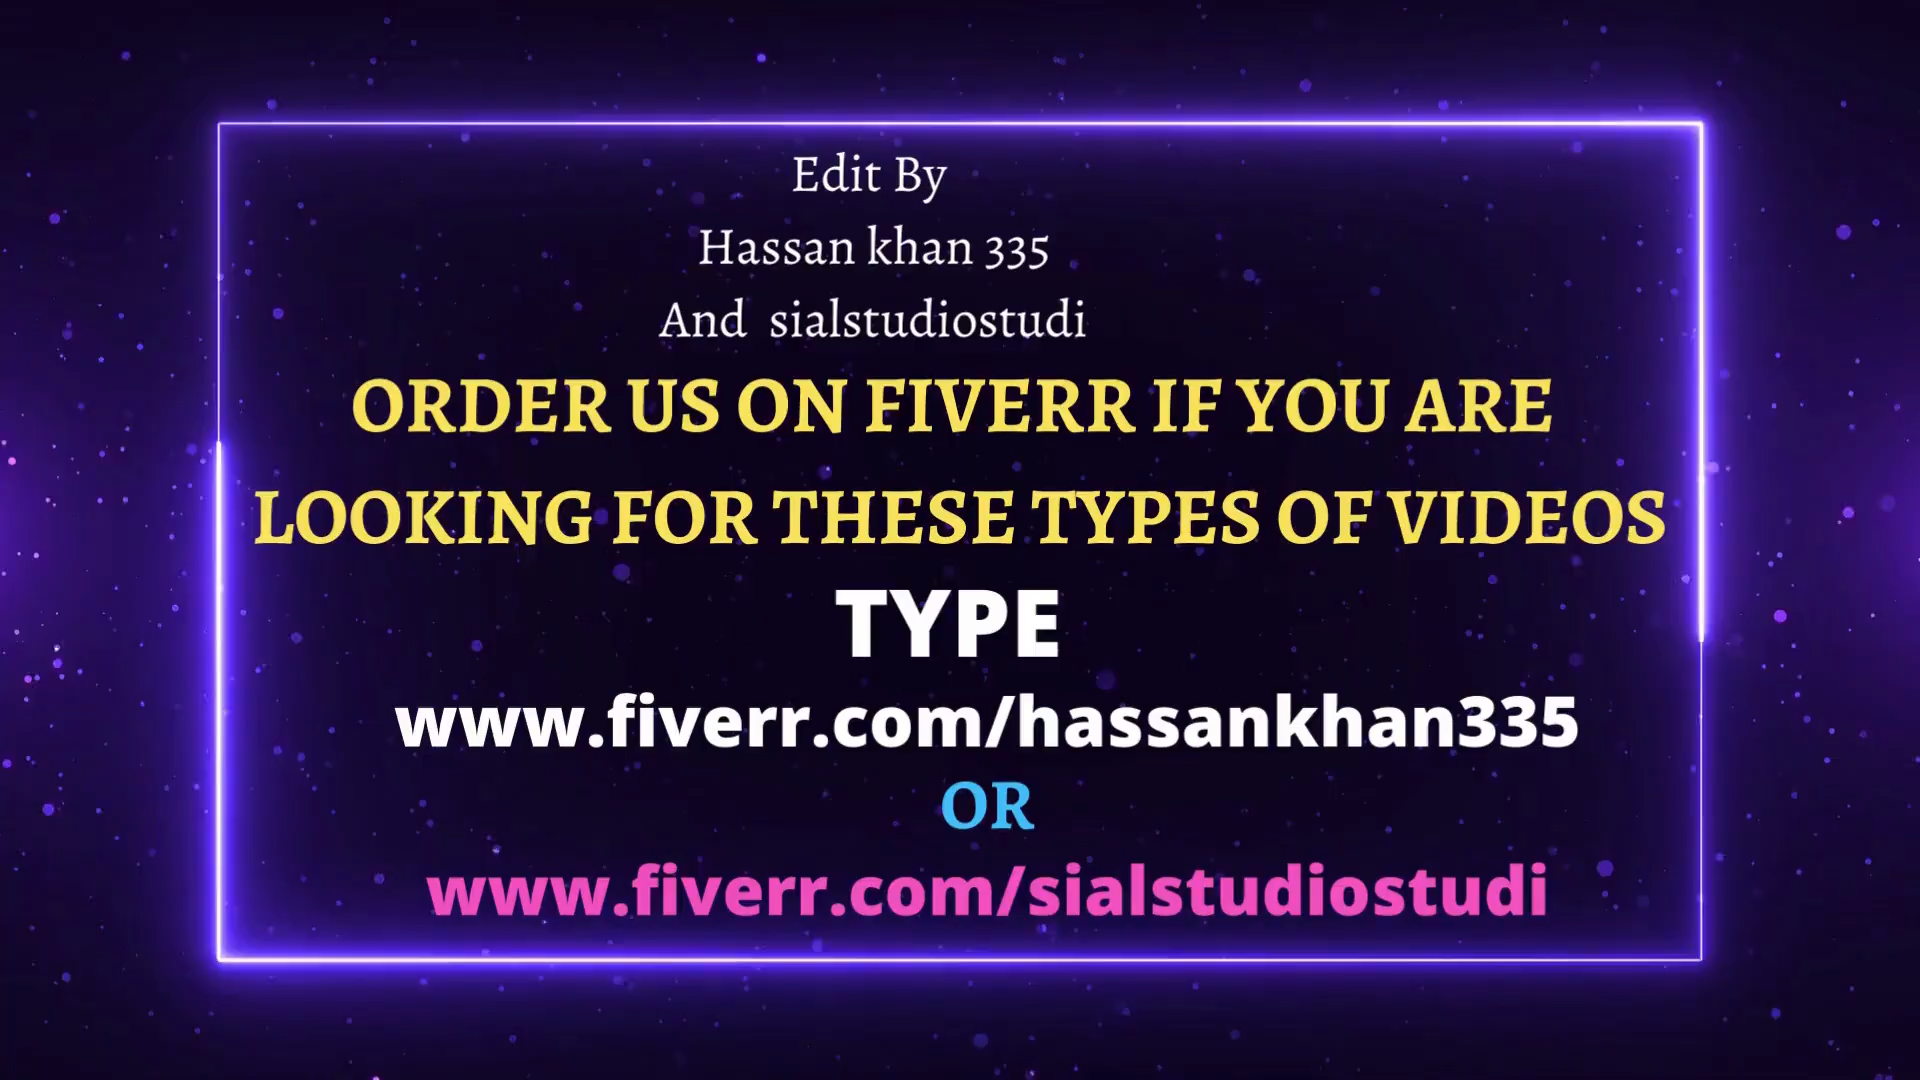 Edit By
Hassan khan 335
And sialstudiostudi
ORDER US ON FIVERR IF YOU ARE
LOOKING FOR THESE TYPES OF VIDEOS
TYPE
www.fiverr.com/hassankhan335
OR
www.fiverr.com/sialstudiostudi